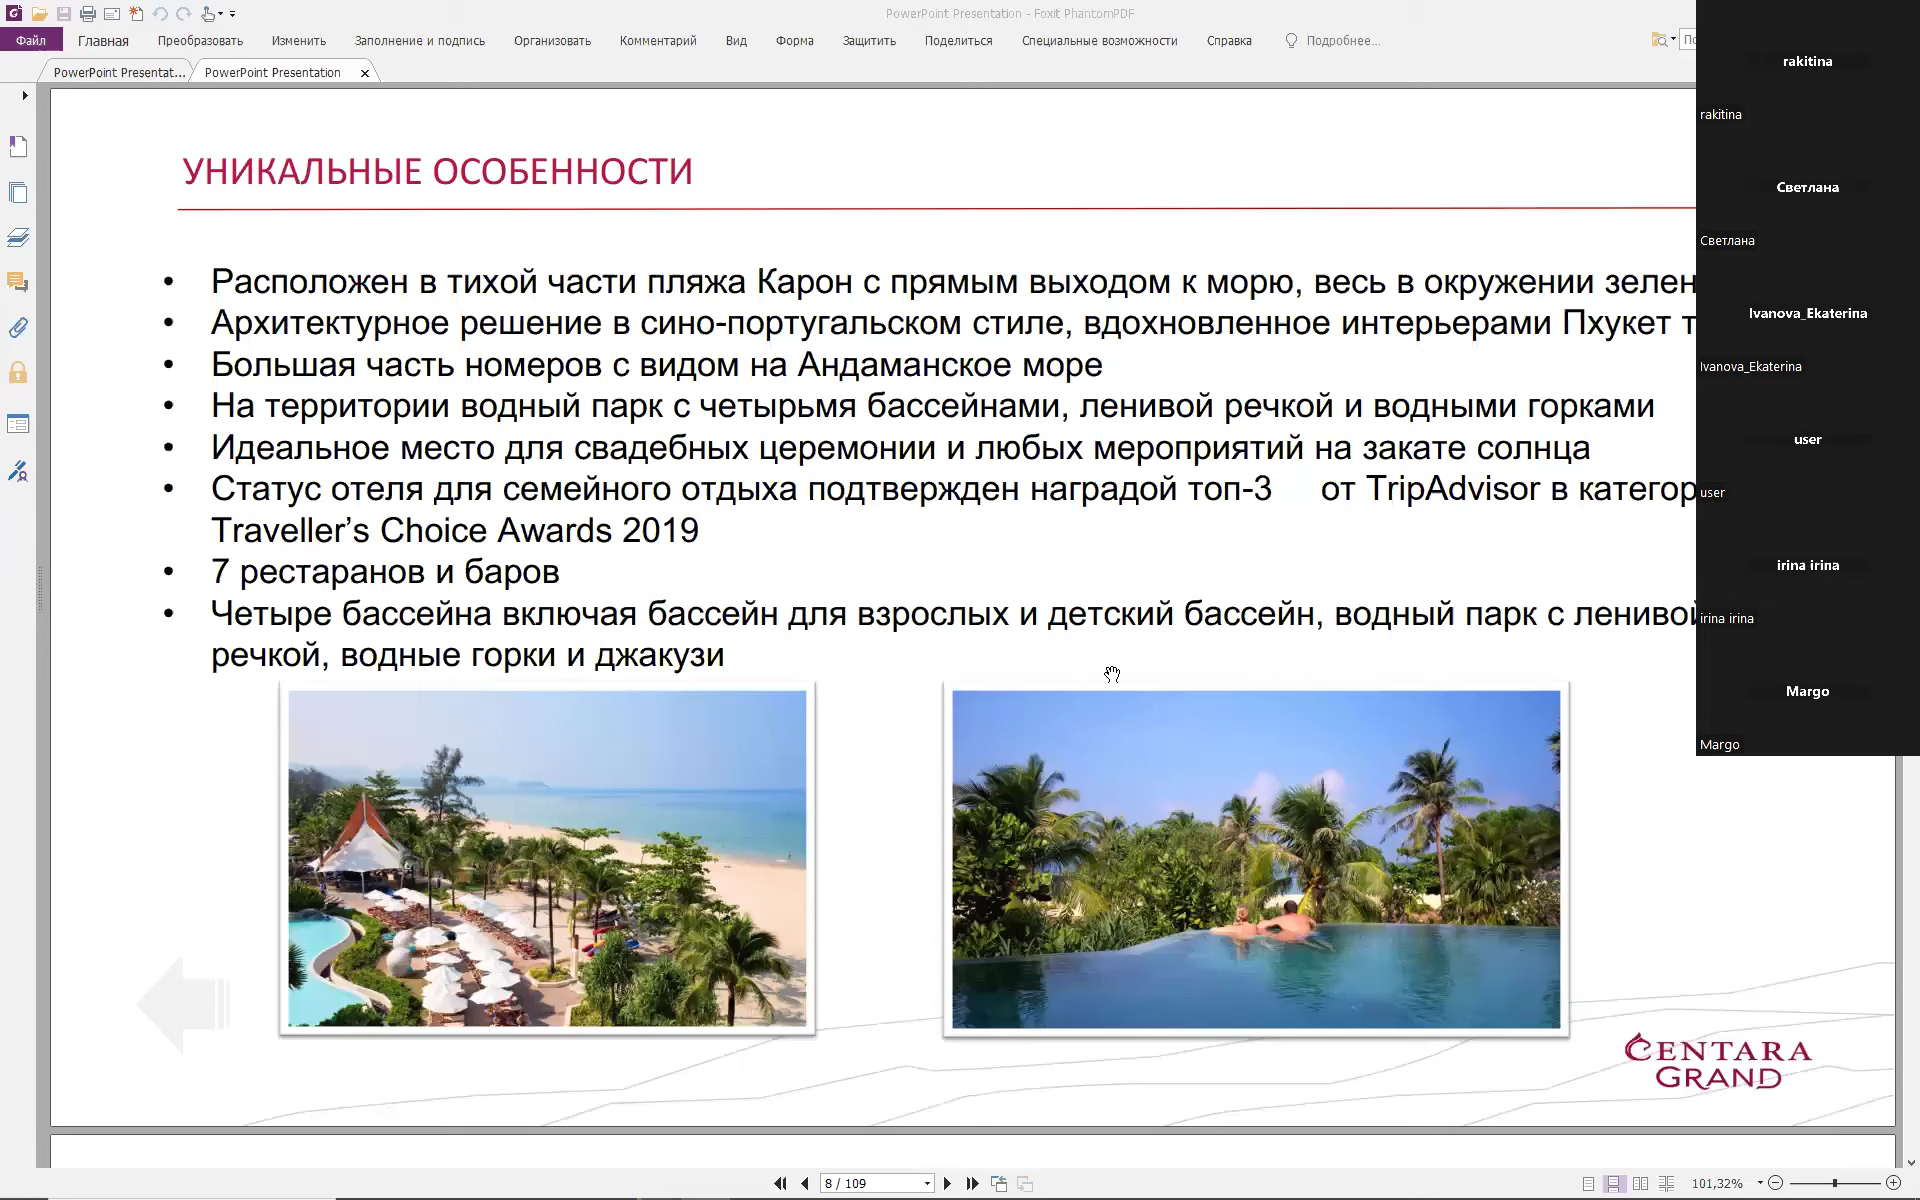 PowerPoint Presentation - Foxit PhantomPDF
Файл Главная Преобразовать Изменить Заполнение и подпись Организовать Комментарий Вид Форма Защитить Поделиться Специальные возможности Справка Подробнее...
PowerPoint Presentat... PowerPoint Presentation
УНИКАЛЬНЫЕ ОСОБЕННОСТИ
• Расположен в тихой части пляжа Карон с прямым выходом к морю, весь в окружении
• Архитектурное решение в сино-португальском стиле, вдохновленное интерьерами Пхукет
• Большая часть номеров с видом на Андаманское море
• На территории водный парк с четырьмя бассейнами, ленивой речкой и водными горками
• Идеальное место для свадебных церемонии и любых мероприятий на закате солнца
• Статус отеля для семейного отдыха подтвержден наградой топ-3 от TripAdvisor в
Traveller’s Choice Awards 2019
• 7 рестаранов и баров
• Четыре бассейна включая бассейн для взрослых и детский бассейн, водный парк с ленивой
речкой, водные горки и джакузи
CENTARA
GRAND
rakitina
rakitina
Светлана
Светлана
Ivanova_Ekaterina
Ivanova_Ekaterina
user
user
irina irina
irina irina
Margo
Margo
8 / 109
101,32%